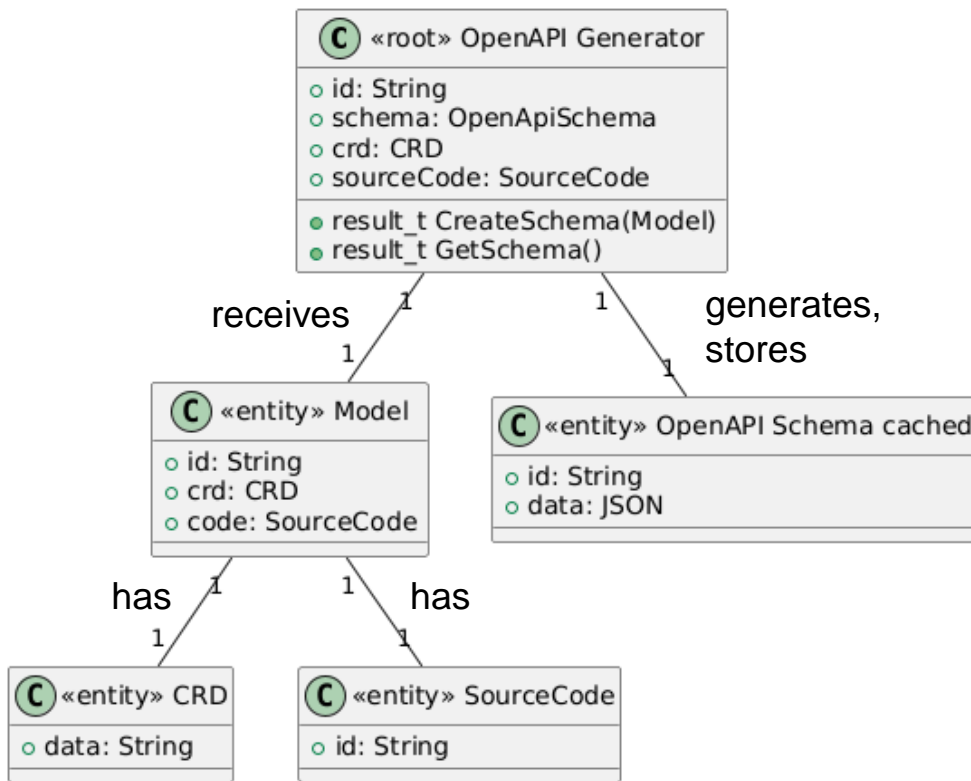 C «root» OpenAPI Generator
id: String
schema: OpenApiSchema
crd: CRD
sourceCode: SourceCode
result_t CreateSchema(Model)
result_t GetSchema()
1
1
receives
generates,
stores
1
1
C «entity» Model
id: String
crd: CRD
code: SourceCode
C «entity» OpenAPI Schema cached
id: String
data: JSON
has
1
1
has
1
1
C «entity» CRD
data: String
C «entity» SourceCode
id: String